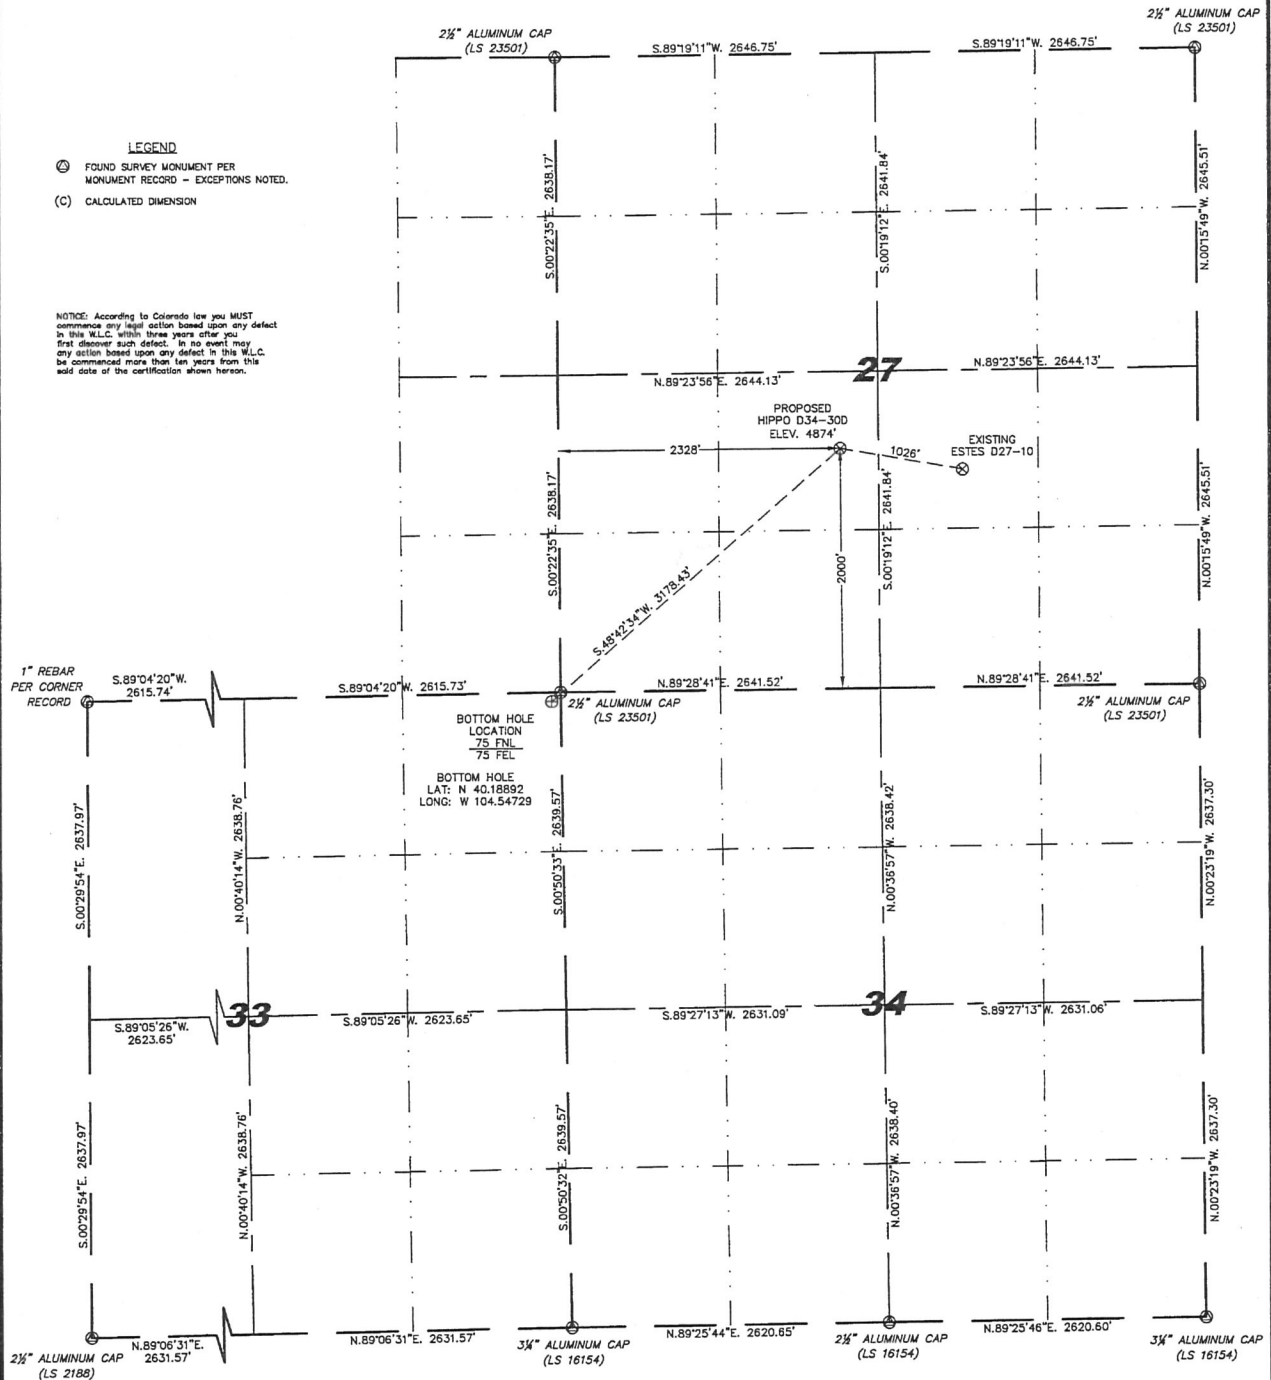 2½" ALUMINUM CAP
(LS 23501)
2½" ALUMINUM CAP
(LS 23501)
S.89°19'11"W. 2646.75'
S.89°19'11"W. 2646.75'
LEGEND
FOUND SURVEY MONUMENT PER
MONUMENT RECORD - EXCEPTIONS NOTED.
(C) CALCULATED DIMENSION
S.00°22'35"E. 2638.17'
S.00°19'12"E. 2641.84'
N.00°15'49"W. 2645.51'
NOTICE: According to Colorado law you MUST
commence any legal action based upon any defect
in this W.L.C. within three years after you
first discover such defect. In no event may
any action based upon any defect in this W.L.C.
be commenced more than ten years from this
said date of the certification shown hereon.
N.89°23'56"E. 2644.13'
27
N.89°23'56"E. 2644.13'
PROPOSED
HIPPO D34-30D
ELEV. 4874'
EXISTING
ESTES D27-10
2328'
1026'
S.00°22'35"E. 2638.17'
S.00°19'12"E. 2641.84'
N.00°15'49"W. 2645.51'
2000'
S.48°42'34"W. 3178.43'
1" REBAR
PER CORNER
RECORD
S.89°04'20"W.
2615.74'
S.89°04'20"W. 2615.73'
N.89°28'41"E. 2641.52'
N.89°28'41"E. 2641.52'
2½" ALUMINUM CAP
(LS 23501)
2½" ALUMINUM CAP
(LS 23501)
BOTTOM HOLE
LOCATION
75 FNL
75 FEL
BOTTOM HOLE
LAT: N 40.18892
LONG: W 104.54729
S.00°29'54"E. 2637.97'
N.00°40'14"W. 2638.76'
S.00°50'33"E. 2639.57'
N.00°36'57"W. 2638.42'
N.00°23'19"W. 2637.30'
S.89°05'26"W.
2623.65'
33
S.89°05'26"W. 2623.65'
S.89°27'13"W. 2631.09'
34
S.89°27'13"W. 2631.06'
S.00°29'54"E. 2637.97'
N.00°40'14"W. 2638.76'
S.00°50'32"E. 2639.57'
N.00°36'57"W. 2638.40'
N.00°23'19"W. 2637.30'
2½" ALUMINUM CAP
(LS 2188)
N.89°06'31"E.
2631.57'
N.89°06'31"E. 2631.57'
3¼" ALUMINUM CAP
(LS 16154)
N.89°25'44"E. 2620.65'
2½" ALUMINUM CAP
(LS 16154)
N.89°25'46"E. 2620.60'
3¼" ALUMINUM CAP
(LS 16154)